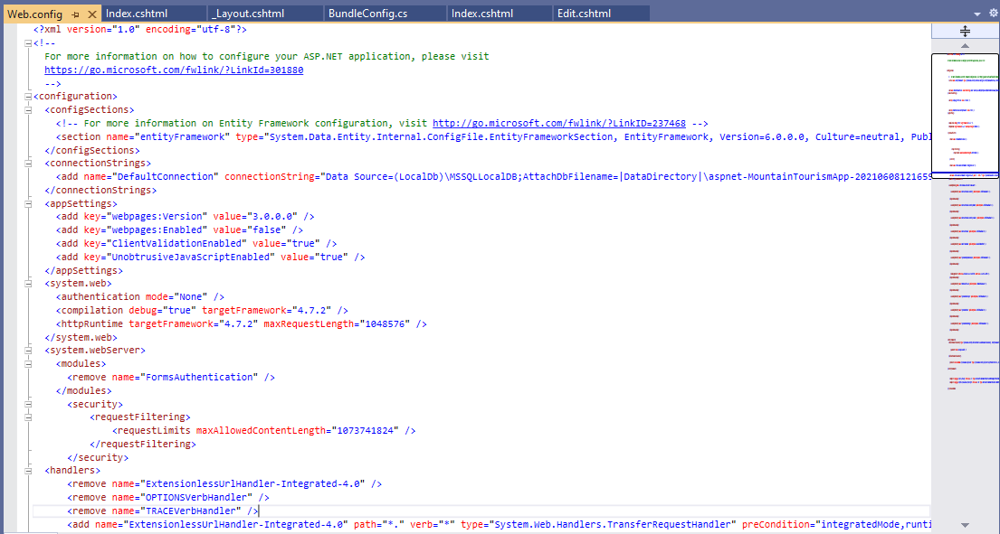 Web.config Index.cshtml _Layout.cshtml BundleConfig.cs Index.cshtml Edit.cshtml
<?xml version="1.0" encoding="utf-8"?>
<!--
For more information on how to configure your ASP.NET application, please visit
https://go.microsoft.com/fwlink/?LinkId=301880
-->
<configuration>
<configSections>
<!-- For more information on Entity Framework configuration, visit http://go.microsoft.com/fwlink/?LinkID=237468 -->
<section name="entityFramework" type="System.Data.Entity.Internal.ConfigFile.EntityFrameworkSection, EntityFramework, Version=6.0.0.0, Culture=neutral, Publ
</configSections>
<connectionStrings>
<add name="DefaultConnection" connectionString="Data Source=(LocalDb)\MSSQLLocalDB;AttachDbFilename=|DataDirectory|\aspnet-MountainTourismApp-20210608121659
</connectionStrings>
<appSettings>
<add key="webpages:Version" value="3.0.0.0" />
<add key="webpages:Enabled" value="false" />
<add key="ClientValidationEnabled" value="true" />
<add key="UnobtrusiveJavaScriptEnabled" value="true" />
</appSettings>
<system.web>
<authentication mode="None" />
<compilation debug="true" targetFramework="4.7.2" />
<httpRuntime targetFramework="4.7.2" maxRequestLength="1048576" />
</system.web>
<system.webServer>
<modules>
<remove name="FormsAuthentication" />
</modules>
<security>
<requestFiltering>
<requestLimits maxAllowedContentLength="1073741824" />
</requestFiltering>
</security>
<handlers>
<remove name="ExtensionlessUrlHandler-Integrated-4.0" />
<remove name="OPTIONSVerbHandler" />
<remove name="TRACEVerbHandler" />
<add name="ExtensionlessUrlHandler-Integrated-4.0" path="*." verb="*" type="System.Web.Handlers.TransferRequestHandler" preCondition="integratedMode,runti